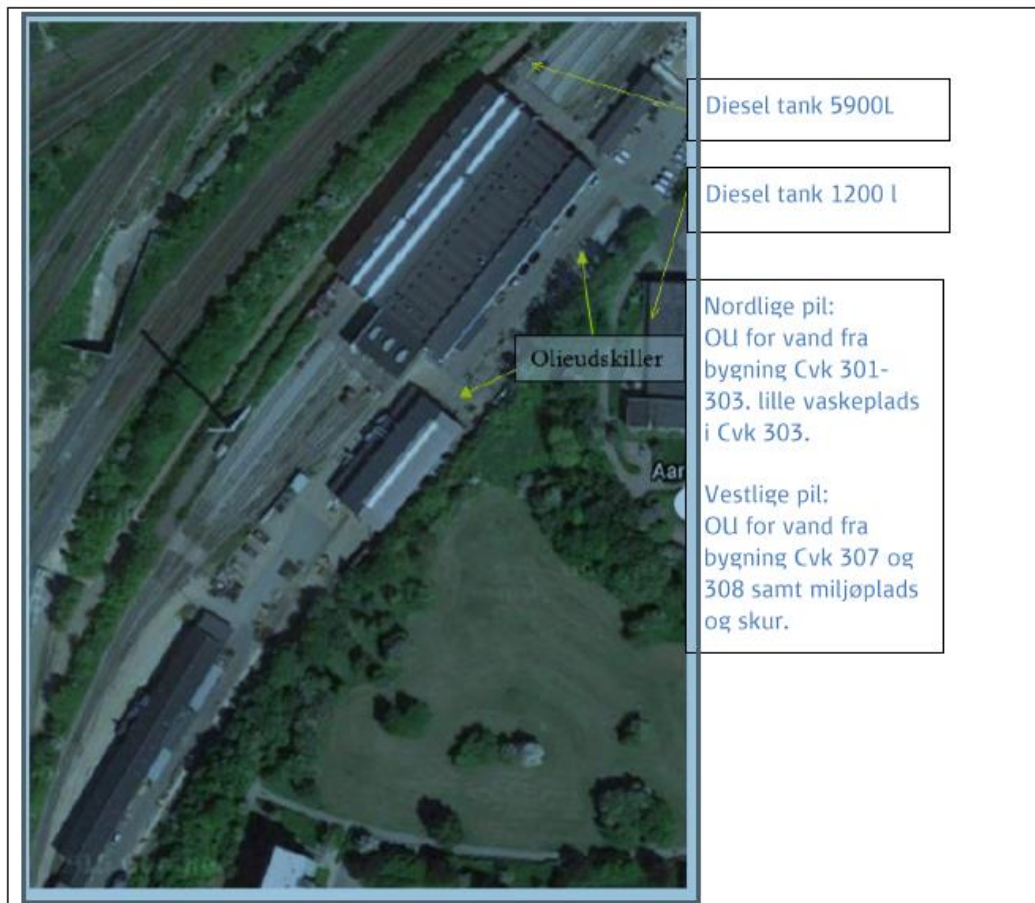 Diesel tank 5900L
Diesel tank 1200 l
Olieudskiller
Nordlige pil:
OU for vand fra
bygning Cvk 301-
303. lille vaskeplads
i Cvk 303.
Vestlige pil:
OU for vand fra
bygning Cvk 307 og
308 samt miljøplads
og skur.
Aar